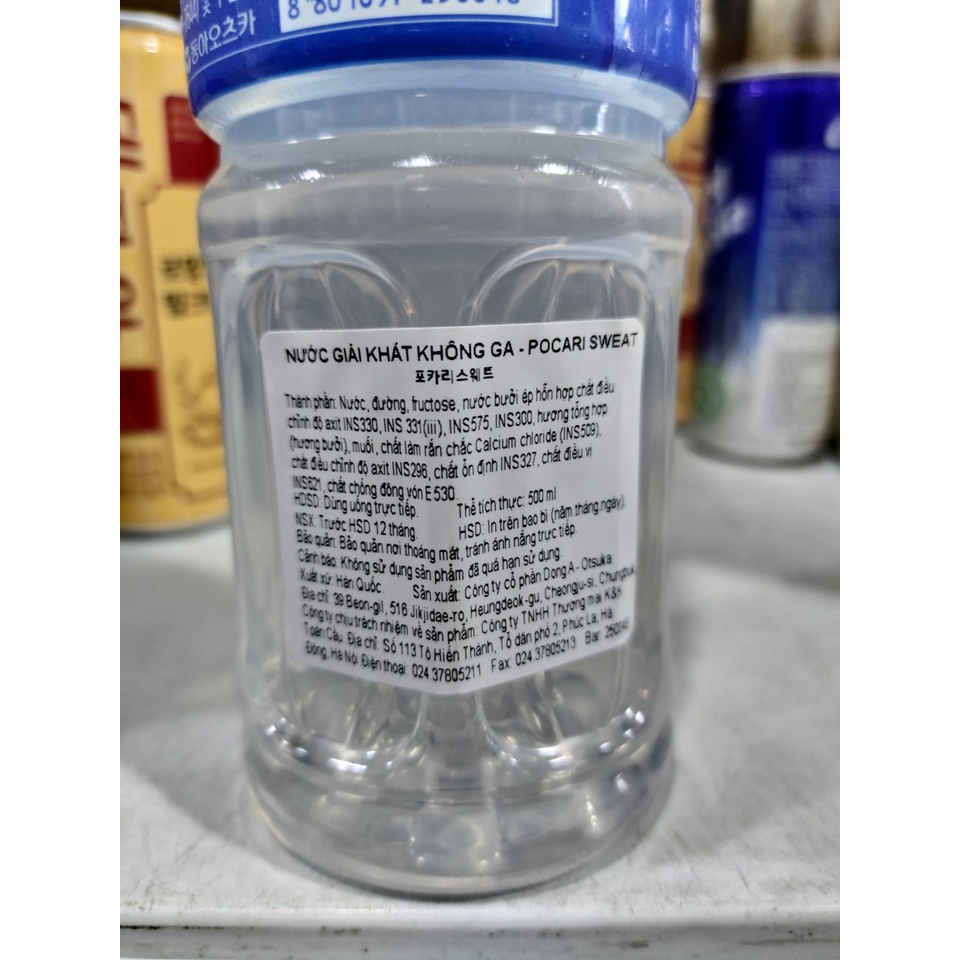 동아오츠카
NƯỚC GIẢI KHÁT KHÔNG GA - POCARI SWEAT
포카리스웨트
Thành phần: Nước, đường, fructose, nước bưởi ép hỗn hợp chất điều
chỉnh độ axit INS330, INS 331(iii), INS575, INS300, hương tổng hợp
(hương bưởi), muối, chất làm rắn chắc Calcium chloride (INS509),
chất điều chỉnh độ axit INS296, chất ổn định INS327, chất điều vị
INS621, chất chống đông vón E 530.
HDSD: Dùng uống trực tiếp. Thể tích thực: 500 ml
NSX: Trước HSD 12 tháng. HSD: In trên bao bì (năm.tháng.ngày).
Bảo quản: Bảo quản nơi thoáng mát, tránh ánh nắng trực tiếp.
Cảnh báo: Không sử dụng sản phẩm đã quá hạn sử dụng.
Xuất xứ: Hàn Quốc. Sản xuất: Công ty cổ phần Dong A - Otsuka
Địa chỉ: 39 Beon-gil, 516 Jikjidae-ro, Heungdeok-gu, Cheongju-si, Chungbuk
Công ty chịu trách nhiệm về sản phẩm: Công ty TNHH Thương mại K&K
Toàn Cầu. Địa chỉ: Số 113 Tô Hiến Thành, Tổ dân phố 2, Phúc La, Hà
Đông, Hà Nội. Điện thoại: 024 37805211 Fax: 024 37805213 Bar: